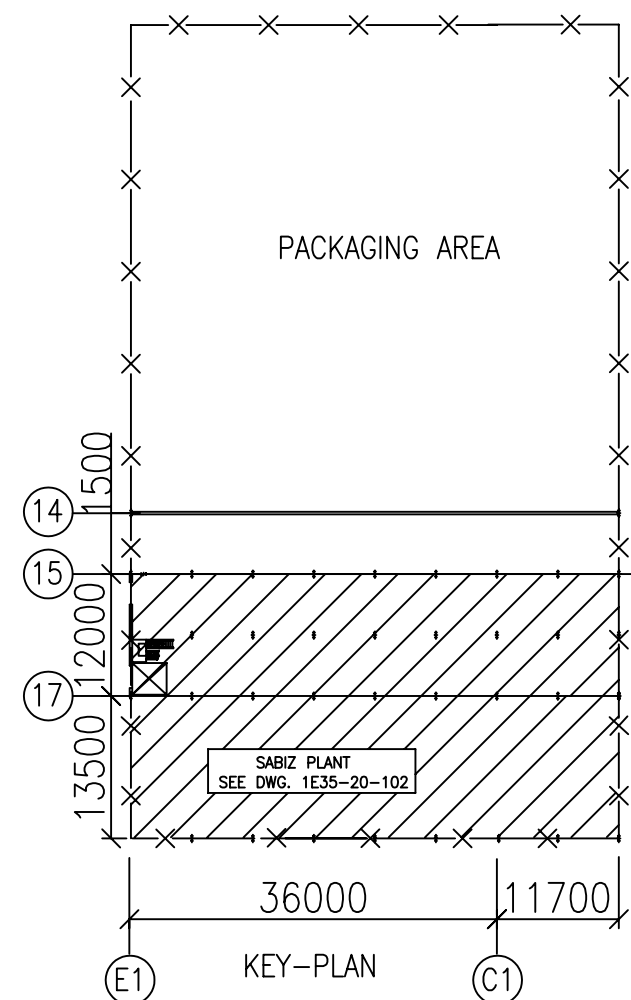 PACKAGING AREA
1500
14
15
12000
17
13500
SABIZ PLANT
SEE DWG. 1E35-20-102
36000
11700
KEY-PLAN
E1
C1